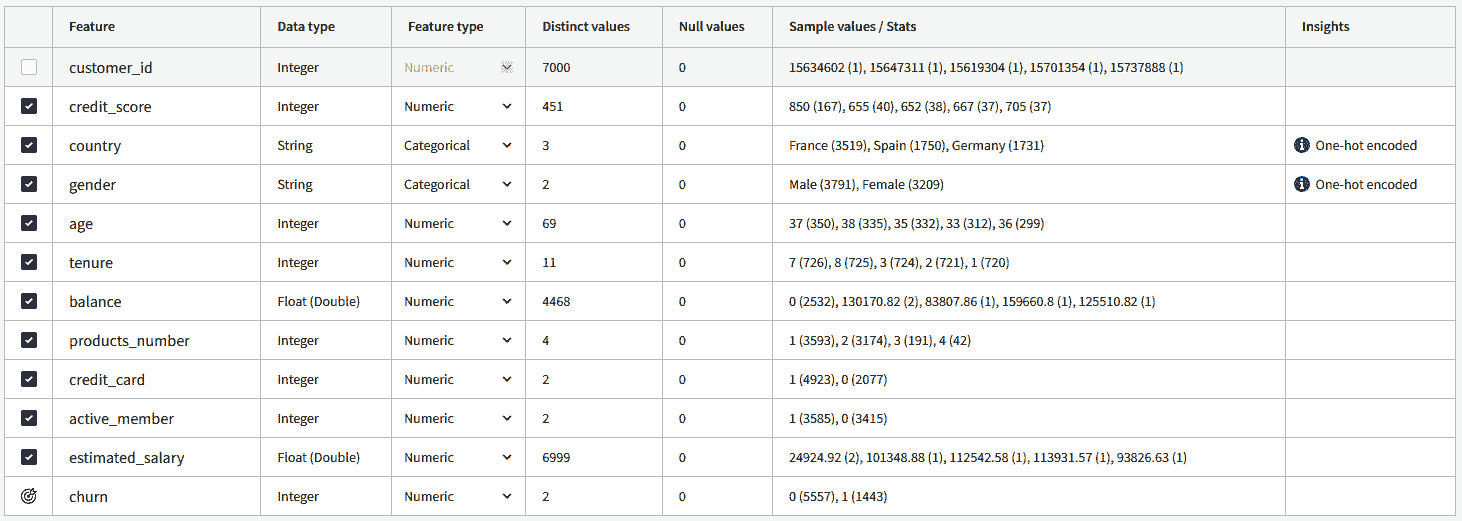 Feature Data type Feature type Distinct values Null values Sample values / Stats Insights
customer_id Integer Numeric 7000 0 15634602 (1), 15647311 (1), 15619304 (1), 15701354 (1), 15737888 (1)
credit_score Integer Numeric 451 0 850 (167), 655 (40), 652 (38), 667 (37), 705 (37)
country String Categorical 3 0 France (3519), Spain (1750), Germany (1731) One-hot encoded
gender String Categorical 2 0 Male (3791), Female (3209) One-hot encoded
age Integer Numeric 69 0 37 (350), 38 (335), 35 (332), 33 (312), 36 (299)
tenure Integer Numeric 11 0 7 (726), 8 (725), 3 (724), 2 (721), 1 (720)
balance Float (Double) Numeric 4468 0 0 (2532), 130170.82 (2), 83807.86 (1), 159660.8 (1), 125510.82 (1)
products_number Integer Numeric 4 0 1 (3593), 2 (3174), 3 (191), 4 (42)
credit_card Integer Numeric 2 0 1 (4923), 0 (2077)
active_member Integer Numeric 2 0 1 (3585), 0 (3415)
estimated_salary Float (Double) Numeric 6999 0 24924.92 (2), 101348.88 (1), 112542.58 (1), 113931.57 (1), 93826.63 (1)
churn Integer Numeric 2 0 0 (5557), 1 (1443)